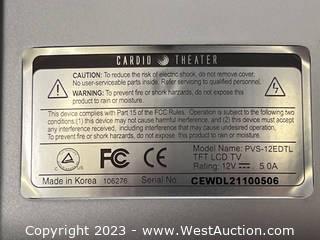 CARDIO THEATER
CAUTION: To reduce the risk of electric shock, do not remove cover.
No user-serviceable parts inside. Refer servicing to qualified personnel.
WARNING: To prevent fire or shork harzards, do not expose this
product to rain or moisture.
This device complies with Part 15 of the FCC Rules. Operation is subject to the following two
conditions:(1) this device may not cause harmful interference, and (2) this device must accept
any interference received, including interference that may cause undesired operation.
Warning: To prevent fire or shork harzards, do not expose this product to rain or moisture.
FC CE
Model Name: PVS-12EDTL
TFT LCD TV
Rating: 12V 5.0A
Made in Korea 106276 Serial No CEWDL21100506
Copyright 2023 - WestAuction.com